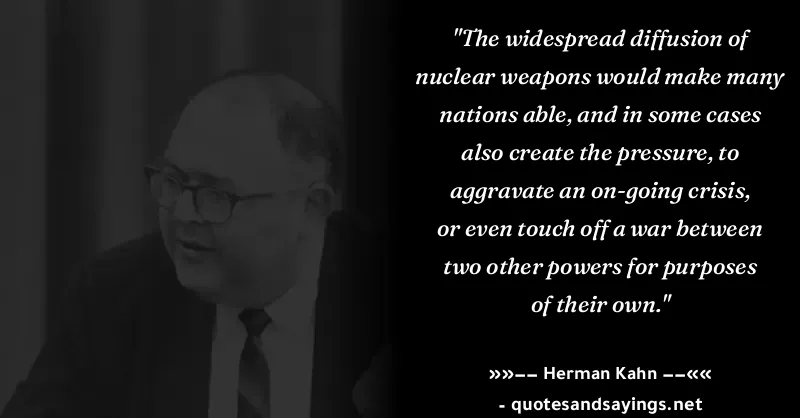 "The widespread diffusion of
nuclear weapons would make many
nations able, and in some cases
also create the pressure, to
aggravate an on-going crisis,
or even touch off a war between
two other powers for purposes
of their own."
»»−− Herman Kahn −−««
- quotesandsayings.net